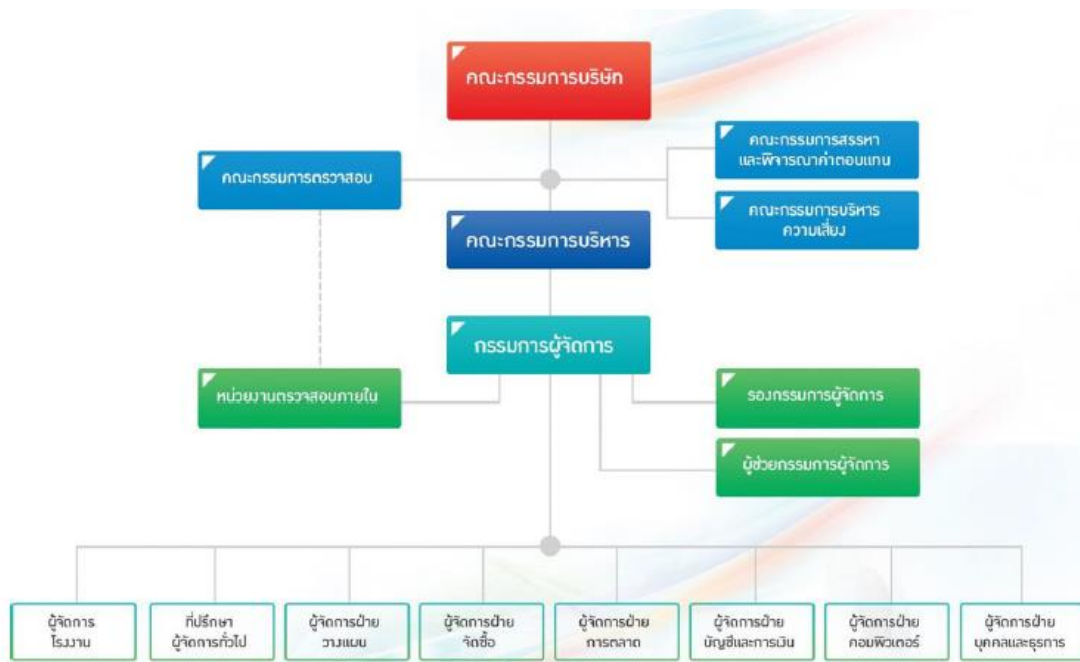 คณะกรรมการบริษัท
คณะกรรมการสรรหา
และพิจารณาค่าตอบแทน
คณะกรรมการตรวจสอบ
คณะกรรมการบริหาร
ความเสี่ยง
คณะกรรมการบริหาร
กรรมการผู้จัดการ
หน่วยงานตรวจสอบภายใน
รองกรรมการผู้จัดการ
ผู้ช่วยกรรมการผู้จัดการ
ผู้จัดการ
โรงงาน
ที่ปรึกษา
ผู้จัดการทั่วไป
ผู้จัดการฝ่าย
วางแผน
ผู้จัดการฝ่าย
จัดซื้อ
ผู้จัดการฝ่าย
การตลาด
ผู้จัดการฝ่าย
บัญชีและการเงิน
ผู้จัดการฝ่าย
คอมพิวเตอร์
ผู้จัดการฝ่าย
บุคคลและธุรการ